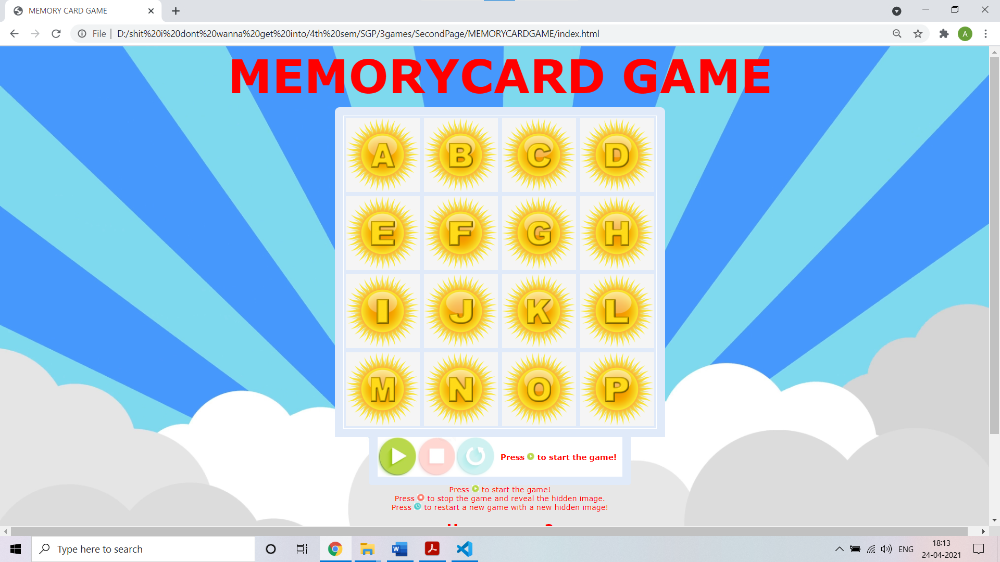 MEMORY CARD GAME
File
D:/shit%20i%20dont%20wanna%20get%20into/4th%20sem/SGP/3games/SecondPage/MEMORYCARDGAME/index.html
A
MEMORYCARD GAME
A B C D
E F G H
I J K L
M N O P
Press to start the game!
Press to start the game!
Press to stop the game and reveal the hidden image.
Press to restart a new game with a new hidden image!
Type here to search
ENG
18:13
24-04-2021